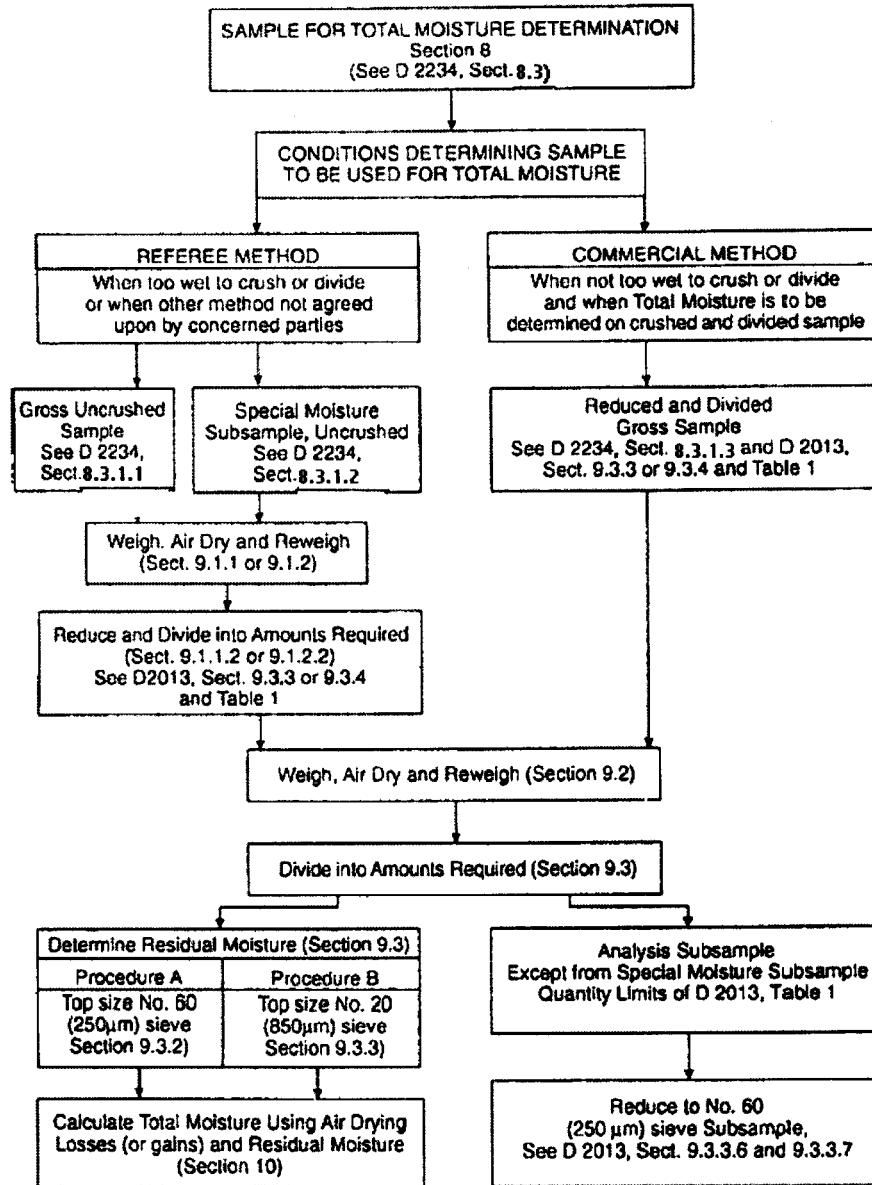 SAMPLE FOR TOTAL MOISTURE DETERMINATION
Section 8
(See D 2234, Sect. 8.3)
CONDITIONS DETERMINING SAMPLE
TO BE USED FOR TOTAL MOISTURE
REFEREE METHOD
When too wet to crush or divide
or when other method not agreed
upon by concerned parties
COMMERCIAL METHOD
When not too wet to crush or divide
and when Total Moisture is to be
determined on crushed and divided sample
Gross Uncrushed
Sample
See D 2234,
Sect.8.3.1.1
Special Moisture
Subsample, Uncrushed
See D 2234,
Sect.8.3.1.2
Reduced and Divided
Gross Sample
See D 2234, Sect. 8.3.1.3 and D 2013,
Sect. 9.3.3 or 9.3.4 and Table 1
Weigh. Air Dry and Reweigh
(Sect. 9.1.1 or 9.1.2)
Reduce and Divide into Amounts Required
(Sect. 9.1.1.2 or 9.1.2.2)
See D2013, Sect. 9.3.3 or 9.3.4
and Table 1
Weigh, Air Dry and Reweigh (Section 9.2)
Divide into Amounts Required (Section 9.3)
Determine Residual Moisture (Section 9.3)
Procedure A
Top size No. 60
(250µm) sieve
Section 9.3.2)
Procedure B
Top size No. 20
(850µm) sieve
Section 9.3.3)
Analysis Subsample
Except from Special Moisture Subsample
Quantity Limits of D 2013, Table 1
Calculate Total Moisture Using Air Drying
Losses (or gains) and Residual Moisture
(Section 10)
Reduce to No. 60
(250 µm) sieve Subsample,
See D 2013, Sect. 9.3.3.6 and 9.3.3.7